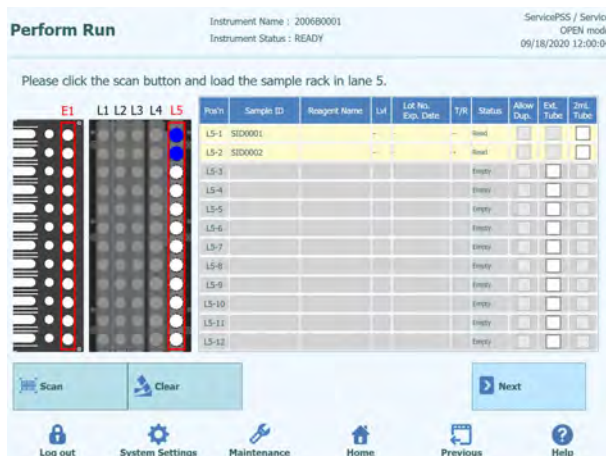 Perform Run
Instrument Name : 2006B0001
Instrument Status : READY
ServicePSS / Servic
OPEN mod
09/18/2020 12:00:0
Please click the scan button and load the sample rack in lane 5.
E1 L1 L2 L3 L4 L5
Pos'n Sample ID Reagent Name Lvl Lot No. Exp. Date T/R Status Allow Dup. Ext. Tube 2mL Tube
L5-1 SID0001 -- -- Read
L5-2 SID0002 -- -- Read
L5-3 Empty
L5-4 Empty
L5-5 Empty
L5-6 Empty
L5-7 Empty
L5-8 Empty
L5-9 Empty
L5-10 Empty
L5-11 Empty
L5-12 Empty
Scan Clear Next
Log out System Settings Maintenance Home Previous Help